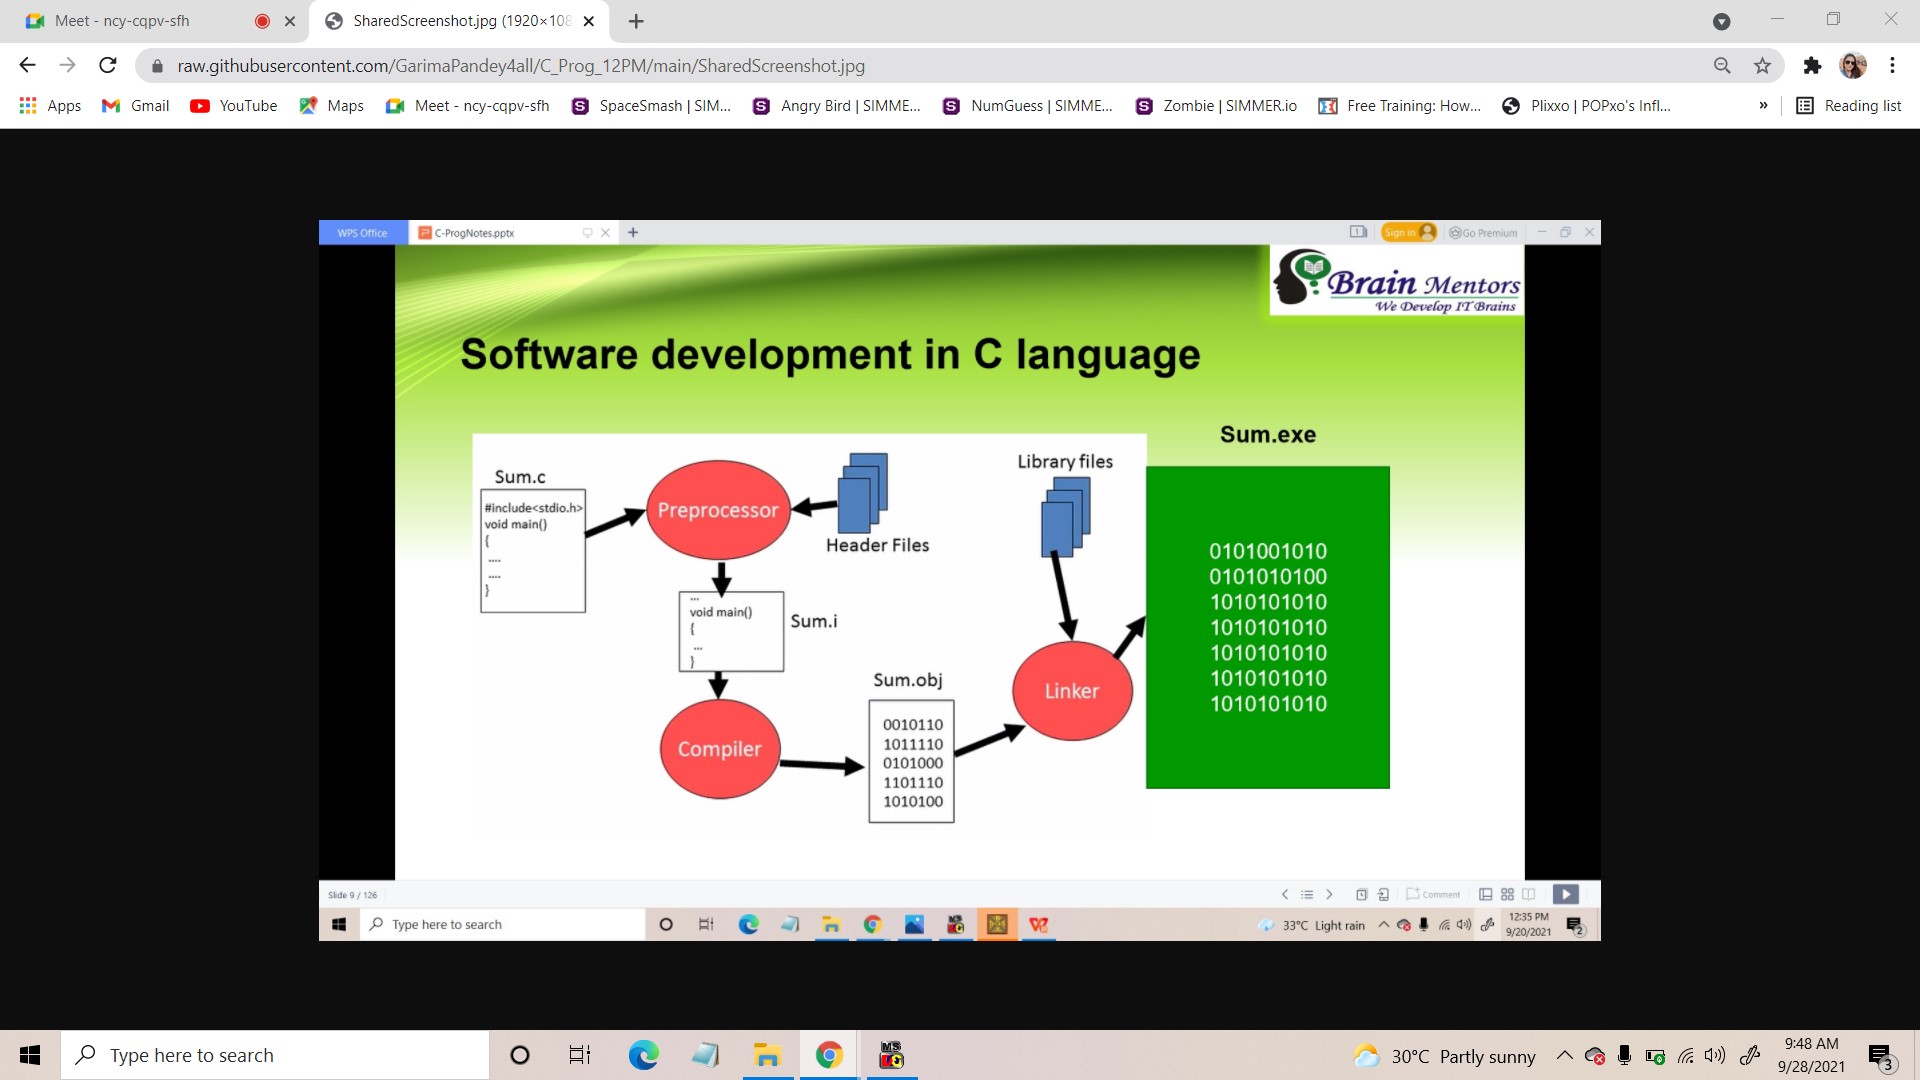 Meet - ncy-cqpv-sfh
SharedScreenshot.jpg (1920×108
raw.githubusercontent.com/GarimaPandey4all/C_Prog_12PM/main/SharedScreenshot.jpg
Apps
Gmail
YouTube
Maps
Meet - ncy-cqpv-sfh
SpaceSmash | SIM...
Angry Bird | SIMME...
NumGuess | SIMME...
Zombie | SIMMER.io
Free Training: How...
Plixxo | POPxo's Infl...
»
Reading list
WPS Office
C-ProgNotes.pptx
1
Sign in
Go Premium
Brain Mentors
We Develop IT Brains
Software development in C language
Sum.c
#include<stdio.h>
void main()
{
....
....
}
Preprocessor
Header Files
...
void main()
{
...
}
Sum.i
Compiler
Sum.obj
0010110
1011110
0101000
1101110
1010100
Library files
Linker
Sum.exe
0101001010
0101010100
1010101010
1010101010
1010101010
1010101010
1010101010
Slide 9 / 126
Comment
Type here to search
33°C Light rain
12:35 PM
9/20/2021
2
Type here to search
30°C Partly sunny
9:48 AM
9/28/2021
3